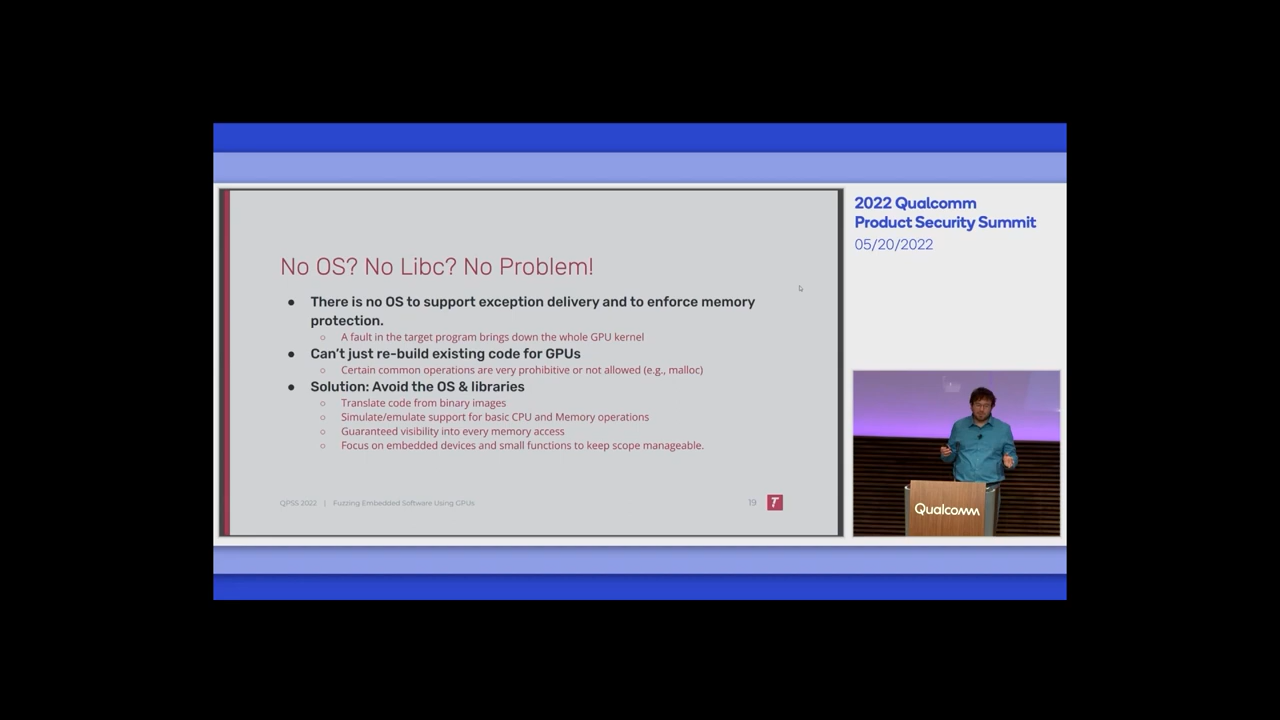 2022 Qualcomm
Product Security Summit
05/20/2022
No OS? No Libc? No Problem!
● There is no OS to support exception delivery and to enforce memory
protection.
○ A fault in the target program brings down the whole GPU kernel
● Can't just re-build existing code for GPUs
○ Certain common operations are very prohibitive or not allowed (e.g., malloc)
● Solution: Avoid the OS & libraries
○ Translate code from binary images
○ Simulate/emulate support for basic CPU and Memory operations
○ Guaranteed visibility into every memory access
○ Focus on embedded devices and small functions to keep scope manageable.
QPSS 2022 | Fuzzing Embedded Software Using GPUs
19
T
Qualcomm